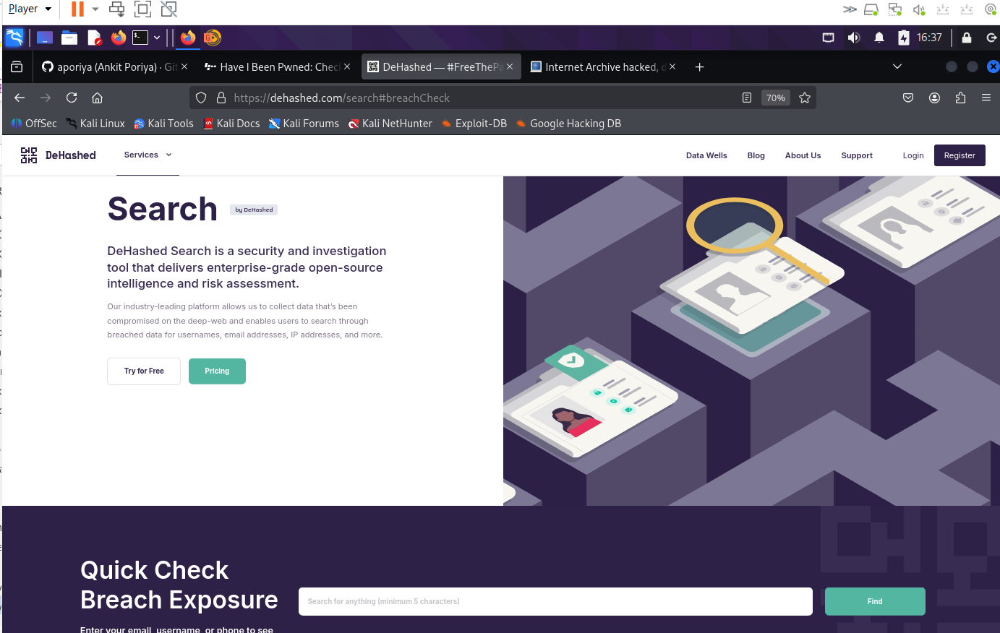 Player
16:37
aporiya (Ankit Poriya) · Git
Have I Been Pwned: Chec
DeHashed — #FreeThePa
Internet Archive hacked, d
https://dehashed.com/search#breachCheck
70%
OffSec
Kali Linux
Kali Tools
Kali Docs
Kali Forums
Kali NetHunter
Exploit-DB
Google Hacking DB
DeHashed
Services
Data Wells
Blog
About Us
Support
Login
Register
Search
by DeHashed
DeHashed Search is a security and investigation
tool that delivers enterprise-grade open-source
intelligence and risk assessment.
Our industry-leading platform allows us to collect data that's been
compromised on the deep-web and enables users to search through
breached data for usernames, email addresses, IP addresses, and more.
Try for Free
Pricing
Quick Check
Breach Exposure
Search for anything (minimum 5 characters)
Find
Enter your email, username, or phone to see